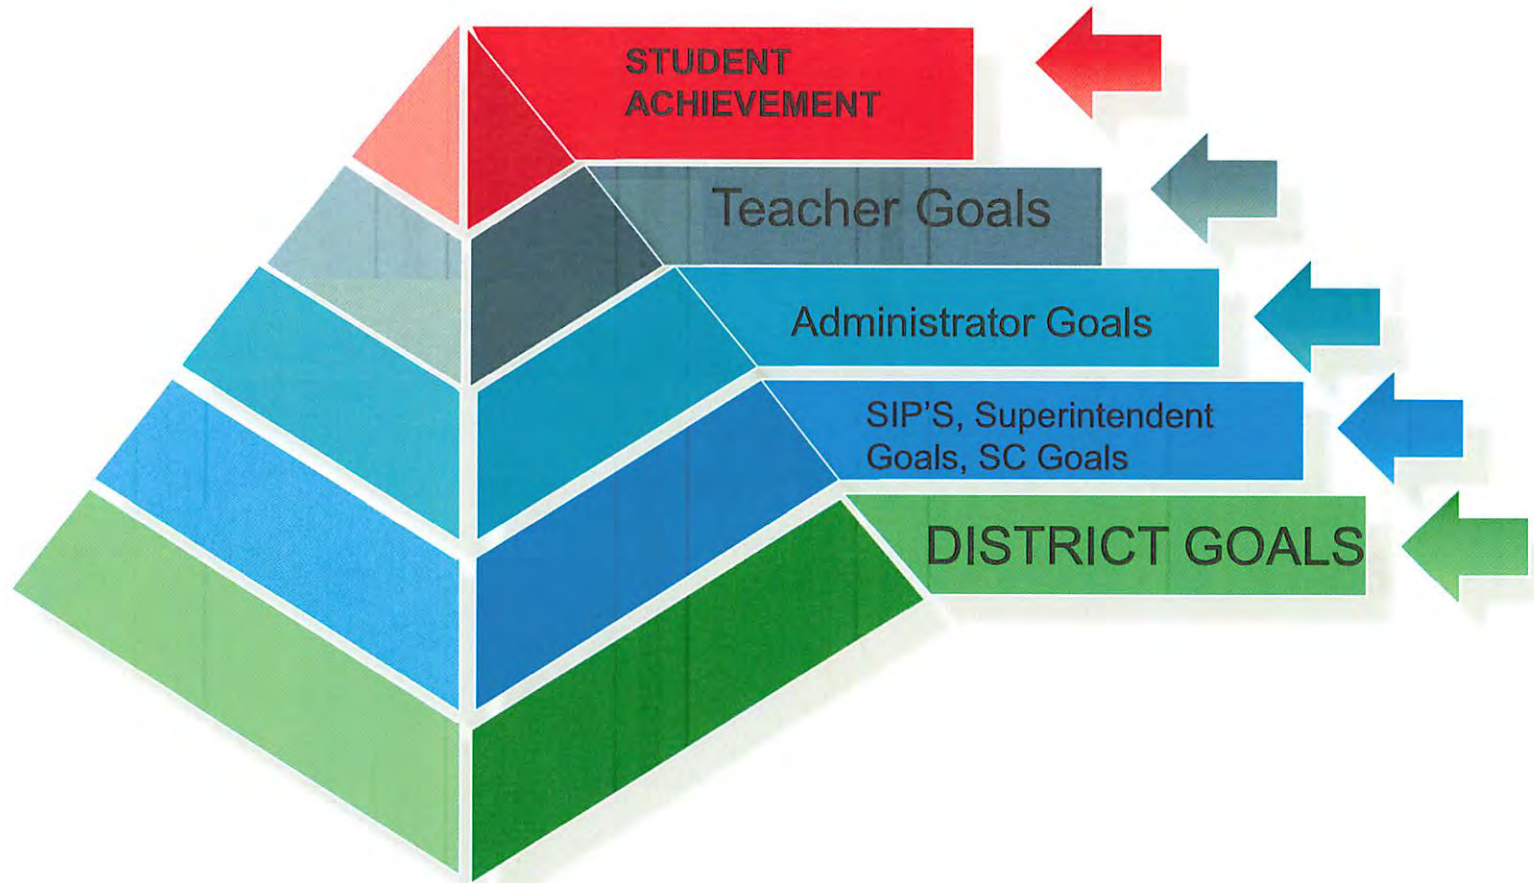 STUDENT
ACHIEVEMENT
Teacher Goals
Administrator Goals
SIP'S, Superintendent
Goals, SC Goals
DISTRICT GOALS